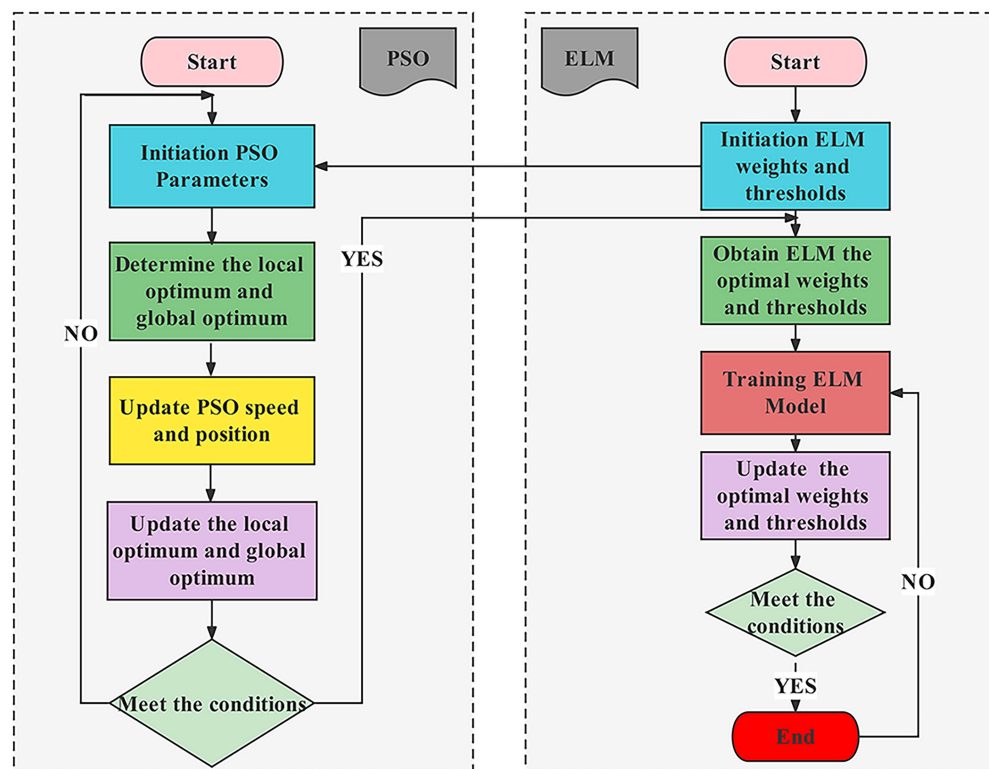 Start
PSO
Initiation PSO
Parameters
Determine the local
optimum and
global optimum
NO
YES
Update PSO speed
and position
Update the local
optimum and global
optimum
Meet the conditions
ELM
Start
Initiation ELM
weights and
thresholds
Obtain ELM the
optimal weights
and thresholds
Training ELM
Model
Update the
optimal weights
and thresholds
NO
Meet the
conditions
YES
End